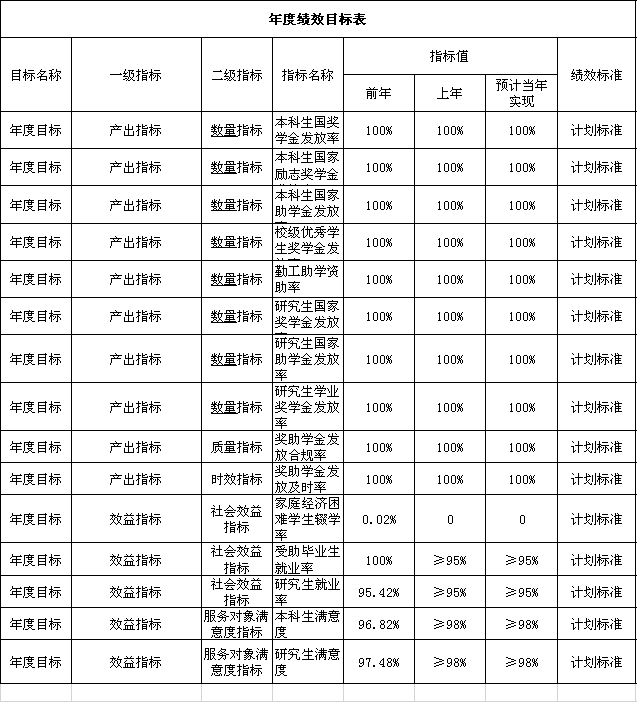 年度绩效目标表
目标名称 一级指标 二级指标 指标名称 指标值 绩效标准
前年 上年 预计当年
实现
年度目标 产出指标 数量指标 本科生国奖
学金发放率 100% 100% 100% 计划标准
年度目标 产出指标 数量指标 本科生国家
励志奖学金 100% 100% 100% 计划标准
年度目标 产出指标 数量指标 本科生国家
助学金发放 100% 100% 100% 计划标准
年度目标 产出指标 数量指标 校级优秀学
生奖学金发 100% 100% 100% 计划标准
年度目标 产出指标 数量指标 勤工助学资
助率 100% 100% 100% 计划标准
年度目标 产出指标 数量指标 研究生国家
奖学金发放 100% 100% 100% 计划标准
年度目标 产出指标 数量指标 研究生国家
助学金发放
率 100% 100% 100% 计划标准
年度目标 产出指标 数量指标 研究生学业
奖学金发放
率 100% 100% 100% 计划标准
年度目标 产出指标 质量指标 奖助学金发
放合规率 100% 100% 100% 计划标准
年度目标 产出指标 时效指标 奖助学金发
放及时率 100% 100% 100% 计划标准
年度目标 效益指标 社会效益
指标 家庭经济困
难学生辍学
率 0.02% 0 0 计划标准
年度目标 效益指标 社会效益
指标 受助毕业生
就业率 100% ≥95% ≥95% 计划标准
年度目标 效益指标 社会效益
指标 研究生就业
率 95.42% ≥95% ≥95% 计划标准
年度目标 效益指标 服务对象满
意度指标 本科生满意
度 96.82% ≥98% ≥98% 计划标准
年度目标 效益指标 服务对象满
意度指标 研究生满意
度 97.48% ≥98% ≥98% 计划标准